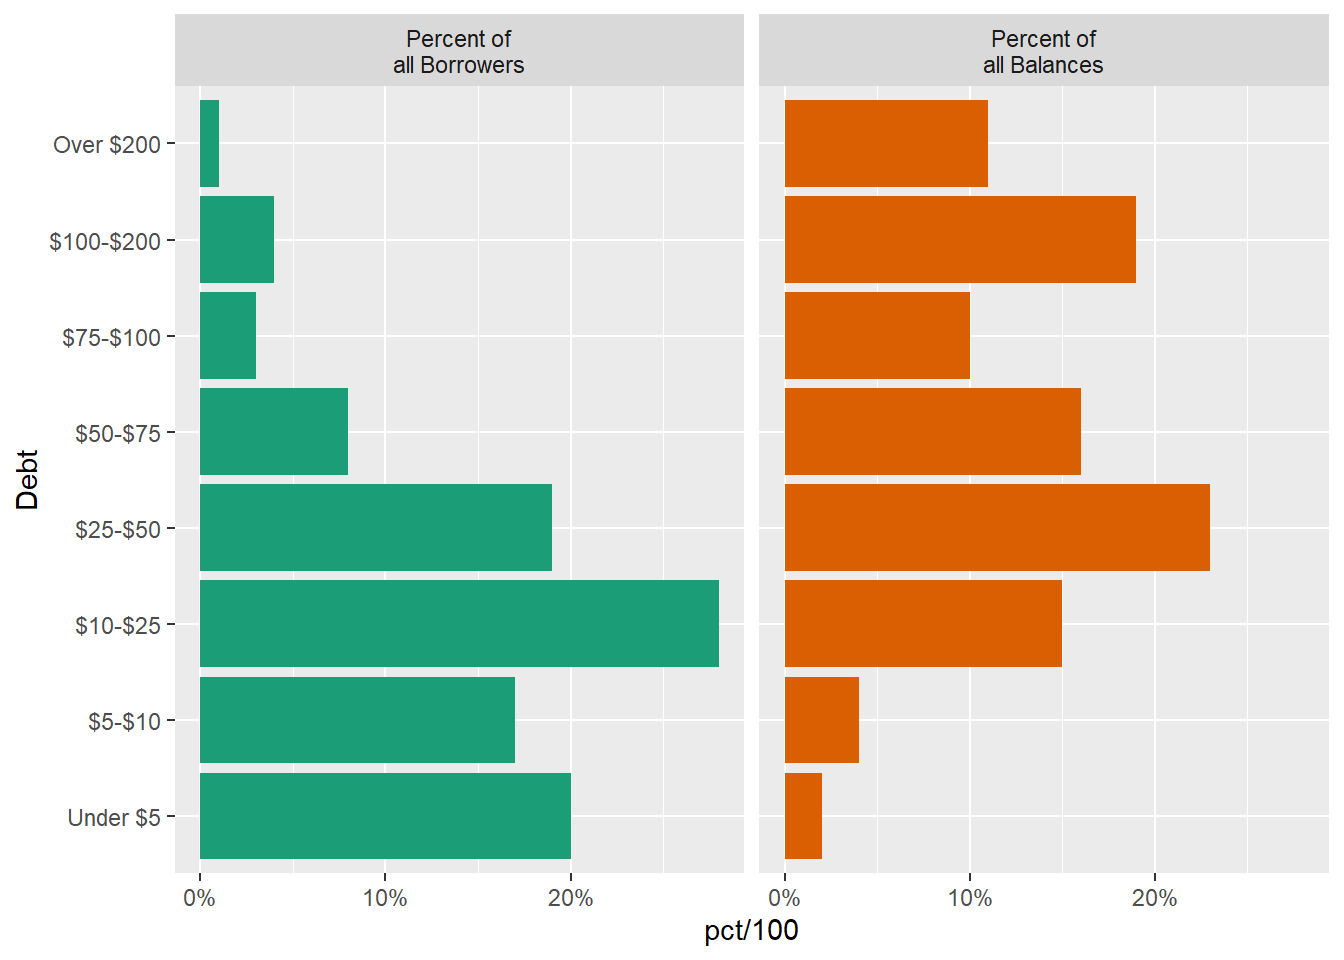 Percent of
all Borrowers
Percent of
all Balances
Debt
Over $200
$100-$200
$75-$100
$50-$75
$25-$50
$10-$25
$5-$10
Under $5
0%
10%
20%
0%
10%
20%
pct/100